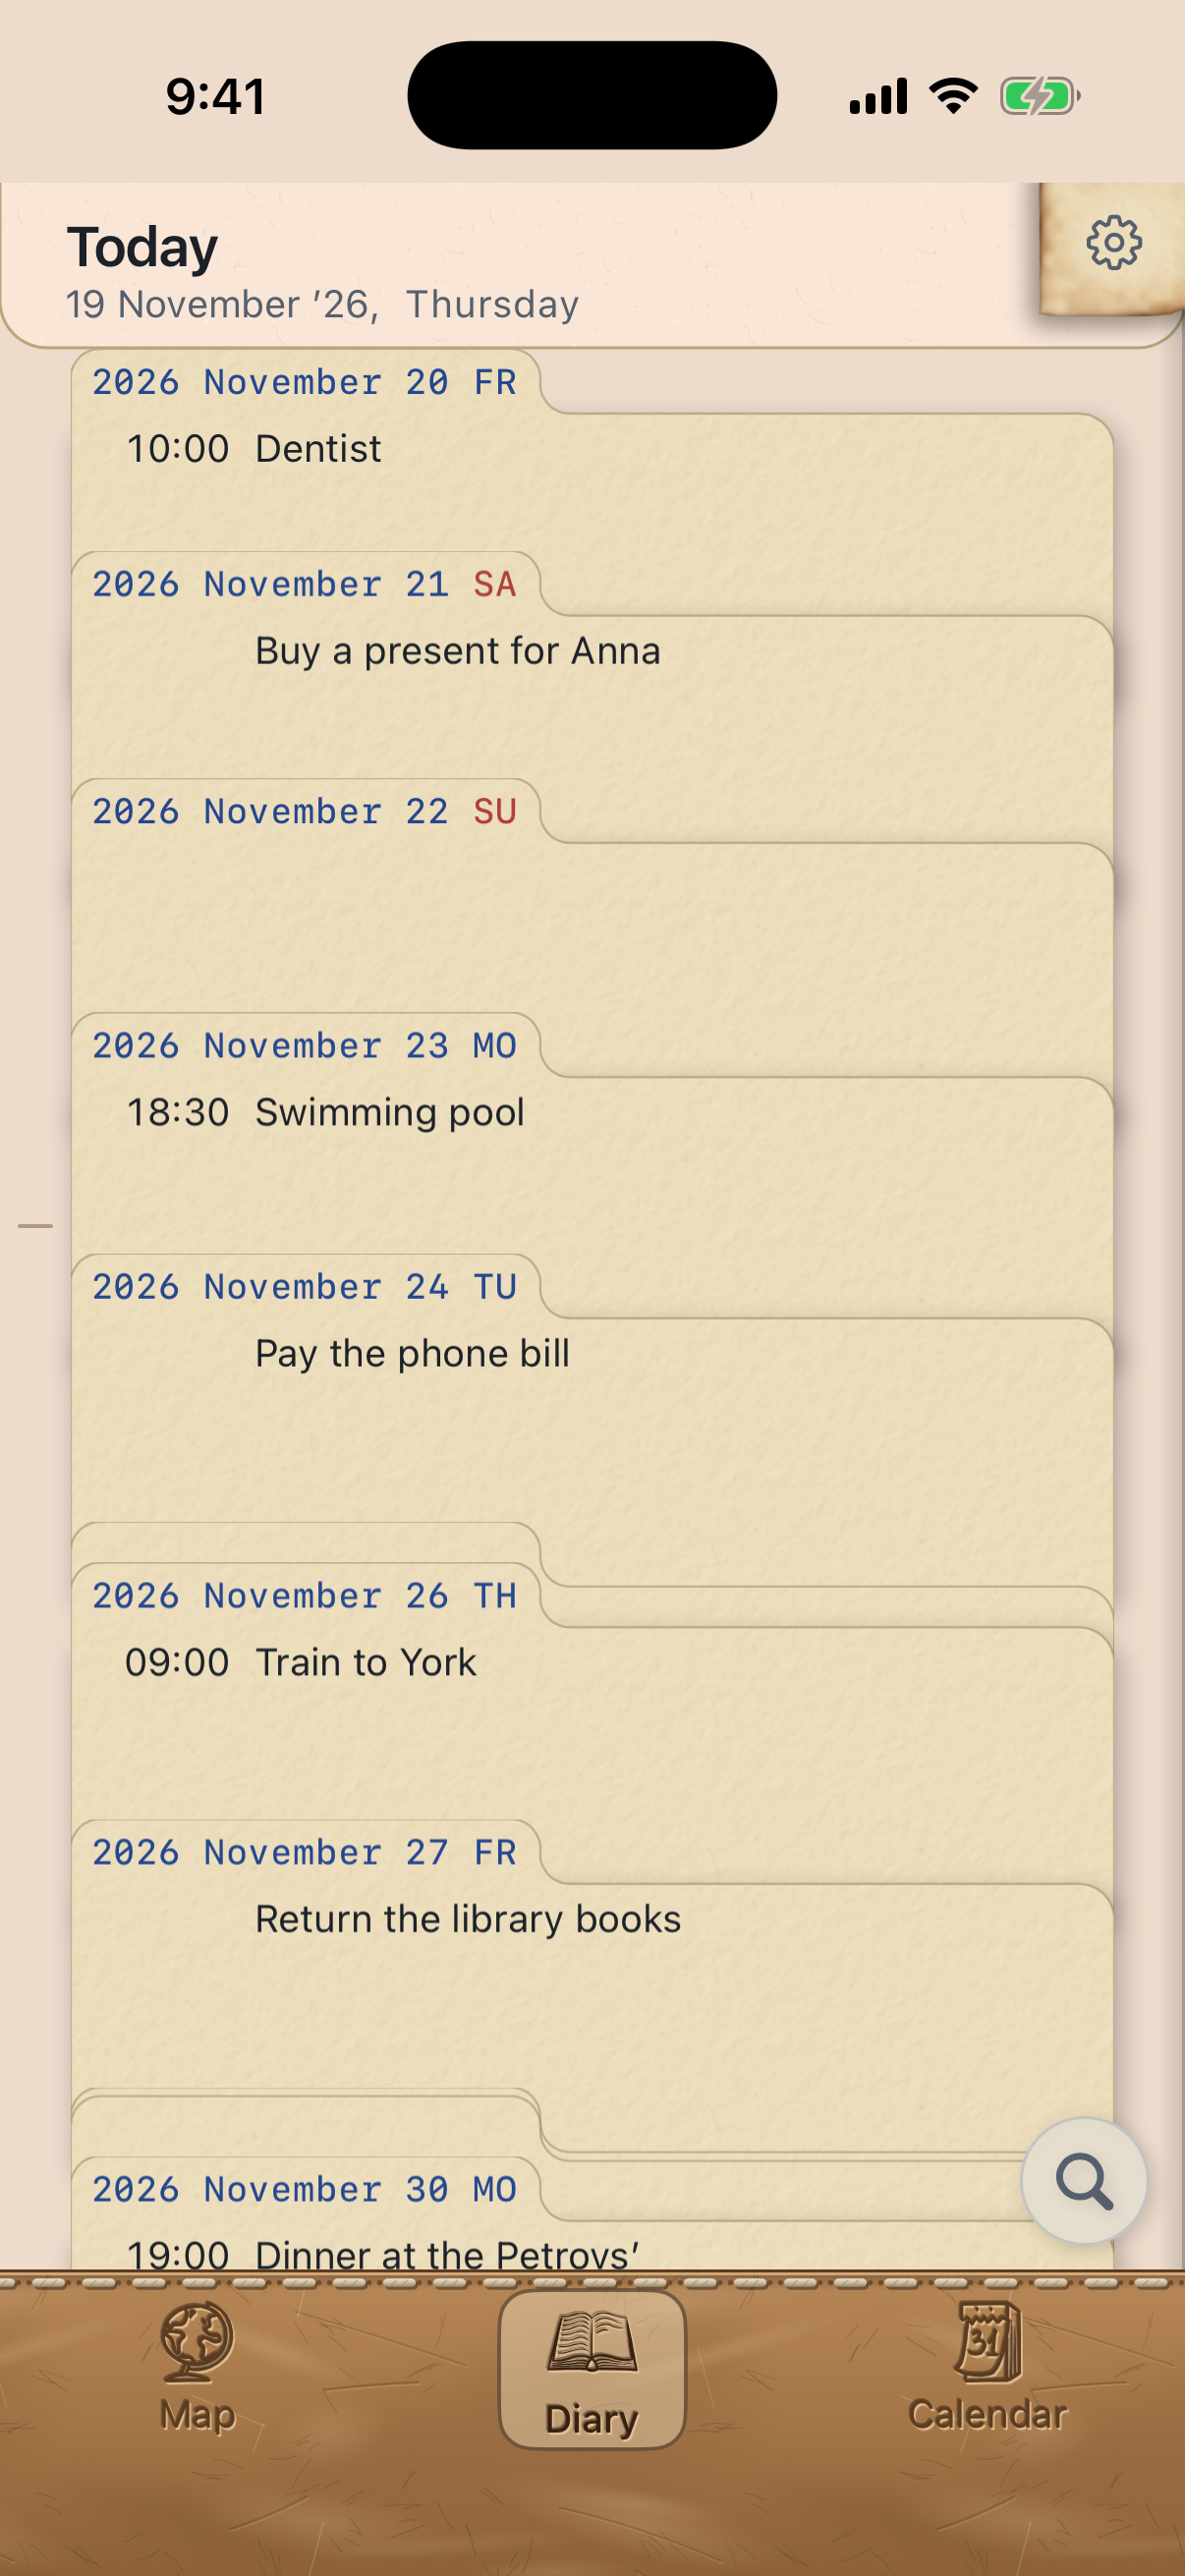 9:41
Today
19 November ’26, Thursday
2026 November 20 FR
10:00 Dentist
2026 November 21 SA
Buy a present for Anna
2026 November 22 SU
2026 November 23 MO
18:30 Swimming pool
2026 November 24 TU
Pay the phone bill
2026 November 26 TH
09:00 Train to York
2026 November 27 FR
Return the library books
2026 November 30 MO
19:00 Dinner at the Petrovs’
31
Map Diary Calendar